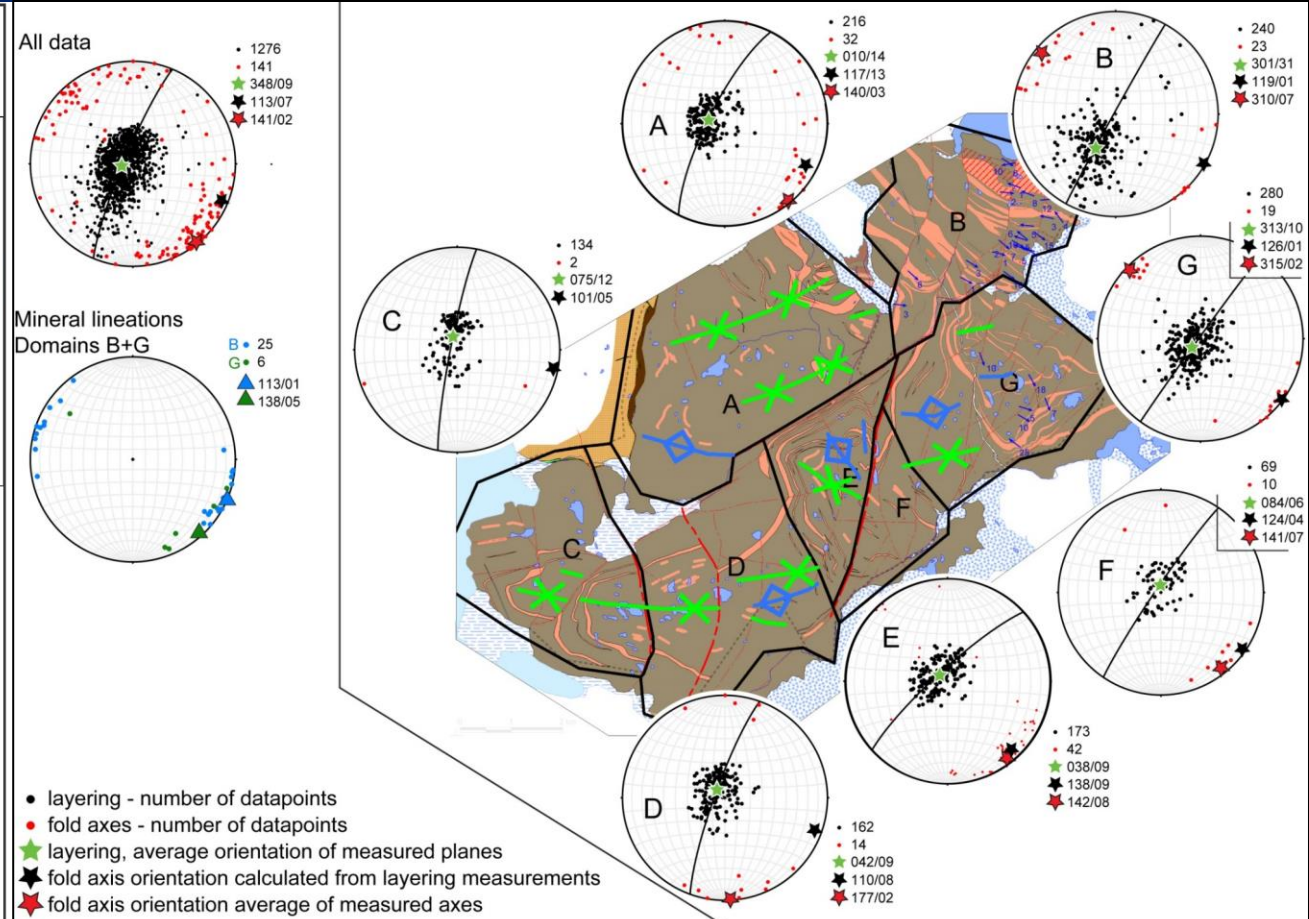 All data
1276
141
348/09
113/07
141/02
Mineral lineations
Domains B+G
B 25
G 6
113/01
138/05
A
216
32
010/14
117/13
140/03
B
240
23
301/31
119/01
310/07
C
134
2
075/12
101/05
G
280
19
313/10
126/01
315/02
F
69
10
084/06
124/04
141/07
E
173
42
038/09
138/09
142/08
D
162
14
042/09
110/08
177/02
B
A
G
E
F
C
D
layering - number of datapoints
fold axes - number of datapoints
layering, average orientation of measured planes
fold axis orientation calculated from layering measurements
fold axis orientation average of measured axes